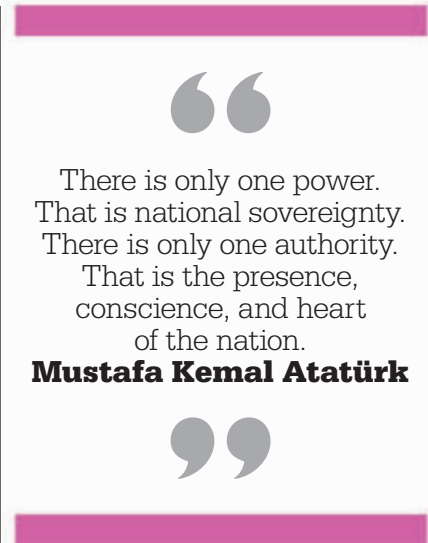 “
There is only one power.
That is national sovereignty.
There is only one authority.
That is the presence,
conscience, and heart
of the nation.
Mustafa Kemal Atatürk
”